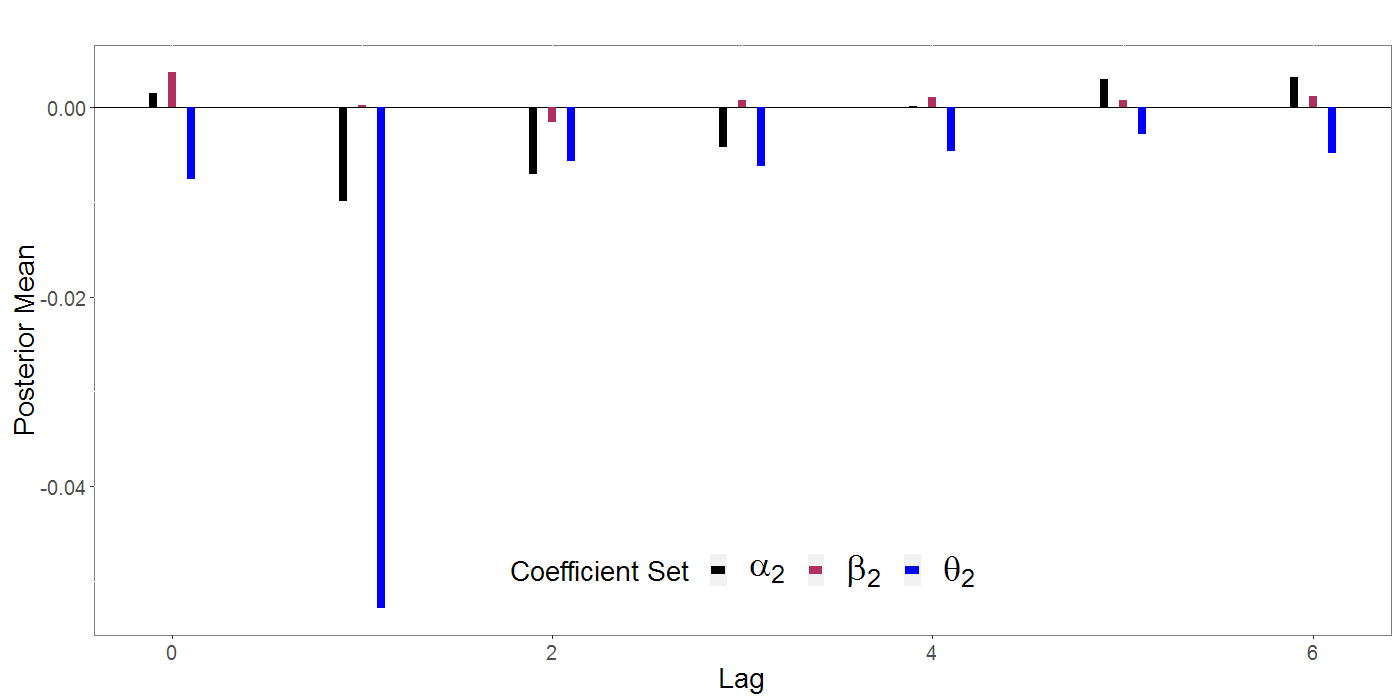 0.00
-0.02
-0.04
Posterior Mean
Coefficient Set α2 β2 θ2
0 2 4 6
Lag